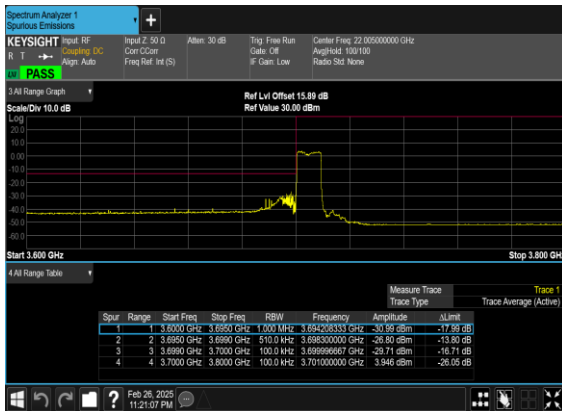 Spectrum Analyzer 1
Spurious Emissions
KEYSIGHT Input: RF Input Z: 50 Ω Atten: 30 dB Trig: Free Run Center Freq: 22.005000000 GHz
R T Coupling: DC Corr CCorr Gate: Off Avg|Hold: 100/100
Align: Auto Freq Ref: Int (S) IF Gain: Low Radio Std: None
PASS
3 All Range Graph
Ref Lvl Offset 15.89 dB
Scale/Div 10.0 dB Ref Value 30.00 dBm
Log
20.0
10.0
0.00
-10.0
-20.0
-30.0
-40.0
-50.0
-60.0
Start 3.600 GHz Stop 3.800 GH
4 All Range Table
Measure Trace Trace 1
Trace Type Trace Average (Active)
Spur Range Start Freq Stop Freq RBW Frequency Amplitude ΔLimit
1 1 3.6000 GHz 3.6950 GHz 1.000 MHz 3.694208333 GHz -30.99 dBm -17.99 dB
2 2 3.6950 GHz 3.6990 GHz 510.0 kHz 3.698300000 GHz -26.80 dBm -13.80 dB
3 3 3.6990 GHz 3.7000 GHz 100.0 kHz 3.699996667 GHz -29.71 dBm -16.71 dB
4 4 3.7000 GHz 3.8000 GHz 100.0 kHz 3.701000000 GHz 3.946 dBm -26.05 dB
Feb 26, 2025
11:21:07 PM